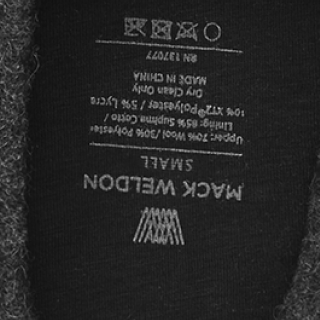 MACK WELDON
SMALL
Upper: 70% Wool/30% Polyester
Lining: 85% Supima Cotto /
10% XT2® Polyester / 5% Lycra
Dry Clean Only
MADE IN CHINA
RN 137077